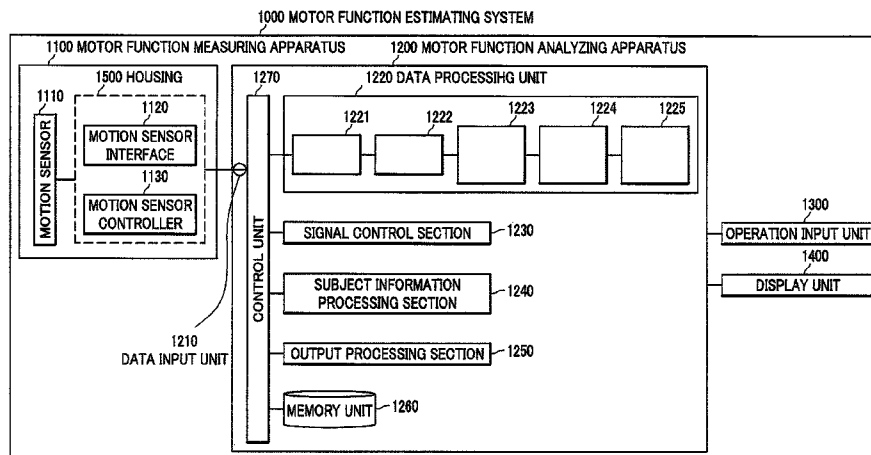 1000 MOTOR FUNCTION ESTIMATING SYSTEM
1100 MOTOR FUNCTION MEASURING APPARATUS
1200 MOTOR FUNCTION ANALYZING APPARATUS
1500 HOUSING
1110
MOTION SENSOR
1120
MOTION SENSOR
INTERFACE
1130
MOTION SENSOR
CONTROLLER
1210
DATA INPUT UNIT
1270
CONTROL UNIT
1220 DATA PROCESSING UNIT
1221
1222
1223
1224
1225
SIGNAL CONTROL SECTION
1230
SUBJECT INFORMATION
PROCESSING SECTION
1240
OUTPUT PROCESSING SECTION
1250
MEMORY UNIT
1260
1300
OPERATION INPUT UNIT
1400
DISPLAY UNIT